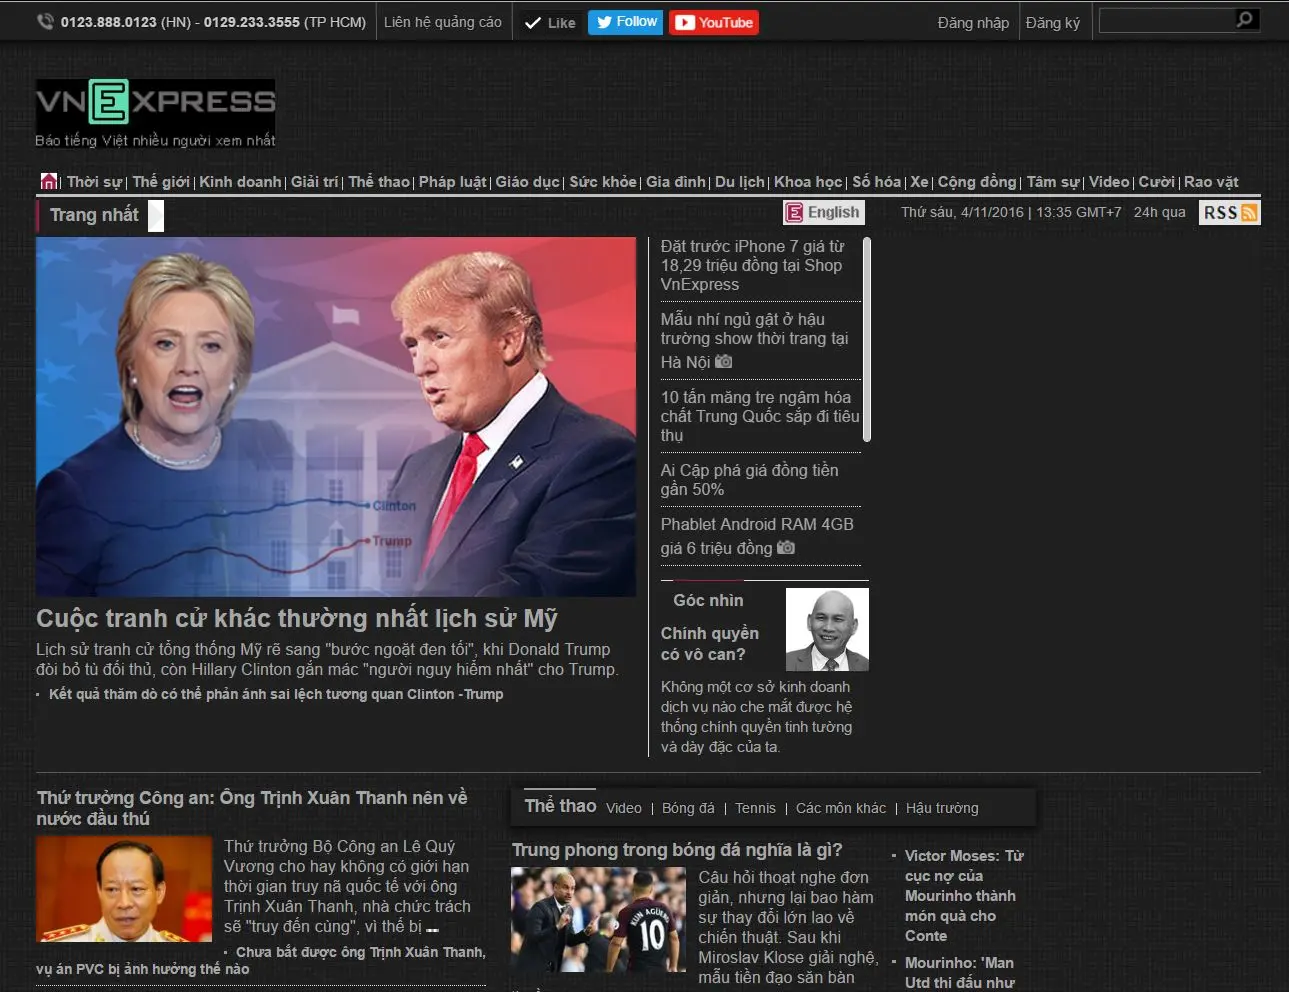 0123.888.0123 (HN) - 0129.233.3555 (TP HCM)
Liên hệ quảng cáo
Like
Follow
YouTube
Đăng nhập
Đăng ký
VNEXPRESS
Báo tiếng Việt nhiều người xem nhất
Thời sự | Thế giới | Kinh doanh | Giải trí | Thể thao | Pháp luật | Giáo dục | Sức khỏe | Gia đình | Du lịch | Khoa học | Số hóa | Xe | Cộng đồng | Tâm sự | Video | Cười | Rao vặt
Trang nhất
E English
Thứ sáu, 4/11/2016 | 13:35 GMT+7
24h qua
RSS
Clinton
Trump
Cuộc tranh cử khác thường nhất lịch sử Mỹ
Lịch sử tranh cử tổng thống Mỹ rẽ sang "bước ngoặt đen tối", khi Donald Trump
đòi bỏ tù đối thủ, còn Hillary Clinton gắn mác "người nguy hiểm nhất" cho Trump.
Kết quả thăm dò có thể phản ánh sai lệch tương quan Clinton -Trump
Đặt trước iPhone 7 giá từ
18,29 triệu đồng tại Shop
VnExpress
Mẫu nhí ngủ gật ở hậu
trường show thời trang tại
Hà Nội
10 tấn măng tre ngâm hóa
chất Trung Quốc sắp đi tiêu
thụ
Ai Cập phá giá đồng tiền
gần 50%
Phablet Android RAM 4GB
giá 6 triệu đồng
Góc nhìn
Chính quyền
có vô can?
Không một cơ sở kinh doanh
dịch vụ nào che mắt được hệ
thống chính quyền tinh tường
và dày đặc của ta.
Thứ trưởng Công an: Ông Trịnh Xuân Thanh nên về
nước đầu thú
Thứ trưởng Bộ Công an Lê Quý
Vương cho hay không có giới hạn
thời gian truy nã quốc tế với ông
Trịnh Xuân Thanh, nhà chức trách
sẽ "truy đến cùng", vì thế bị
Chưa bắt được ông Trịnh Xuân Thanh,
vụ án PVC bị ảnh hưởng thế nào
Thể thao
Video | Bóng đá | Tennis | Các môn khác | Hậu trường
Trung phong trong bóng đá nghĩa là gì?
KUN AGÜERO
10
Câu hỏi thoạt nghe đơn
giản, nhưng lại bao hàm
sự thay đổi lớn lao về
chiến thuật. Sau khi
Miroslav Klose giải nghệ,
mẫu tiền đạo săn bàn
Victor Moses: Từ
cục nợ của
Mourinho thành
món quà cho
Conte
Mourinho: 'Man
Utd thi đấu như